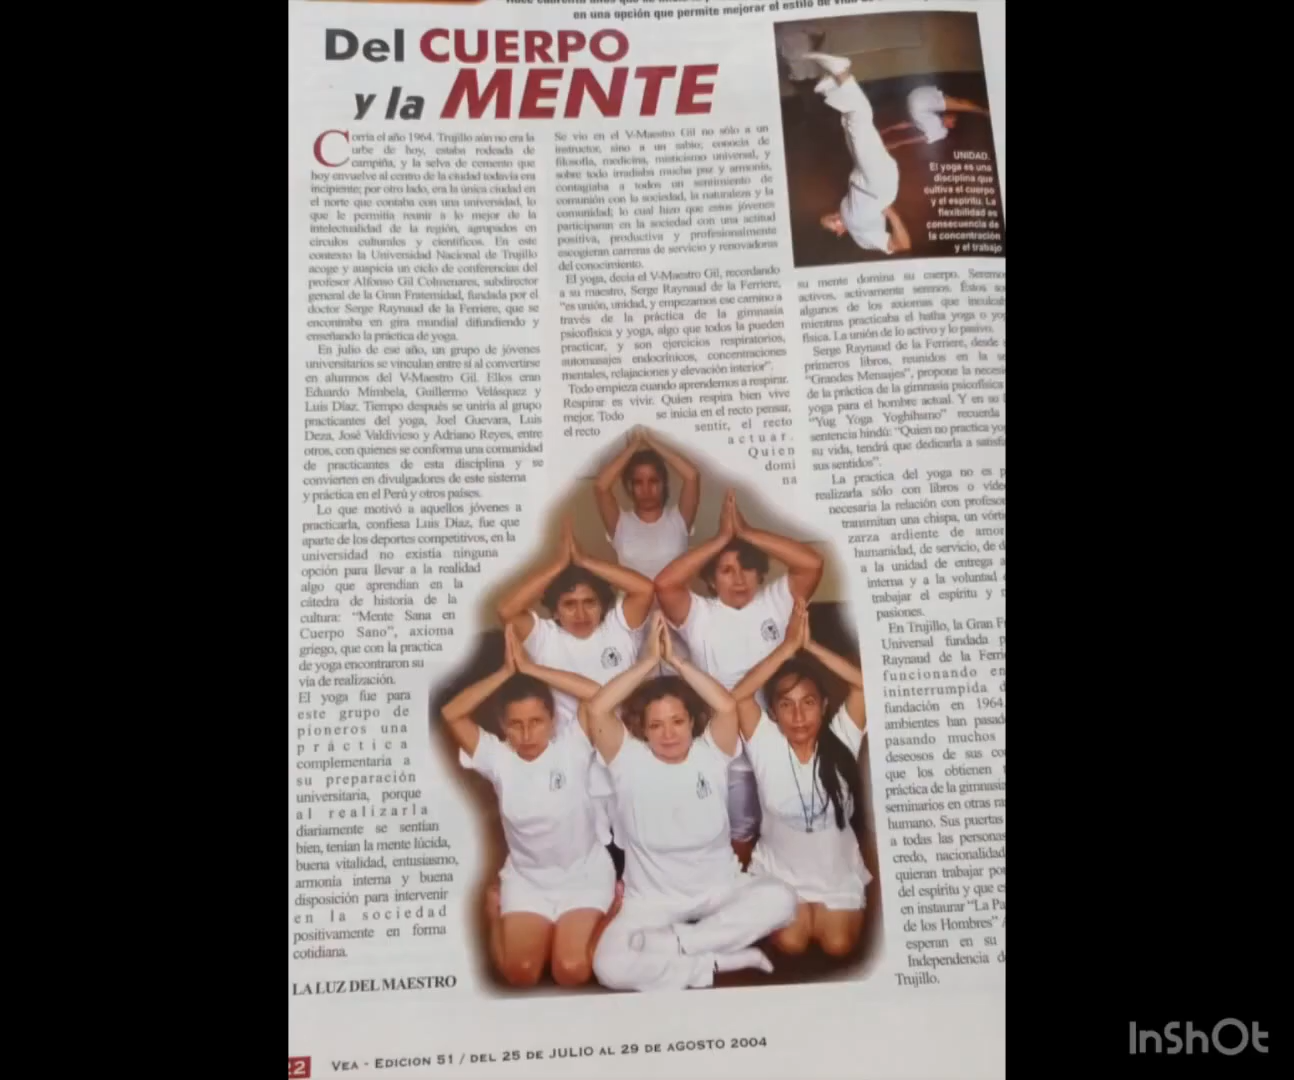 en una opción que permite mejorar el estilo de
Del CUERPO
y la MENTE
Corría el año 1964. Trujillo aún no era la
urbe de hoy, estaba rodeada de
campiña, y la selva de cemento que
hoy envuelve al centro de la ciudad todavía era
incipiente; por otro lado, era la única ciudad en
el norte que contaba con una universidad, lo
que le permitía reunir a lo mejor de la
intelectualidad de la región, agrupados en
círculos culturales y científicos. En este
contexto la Universidad Nacional de Trujillo
acoge y auspicia un ciclo de conferencias del
profesor Alfonso Gil Colmenares, subdirector
general de la Gran Fraternidad, fundada por el
doctor Serge Raynaud de la Ferriere, que se
encontraba en gira mundial difundiendo y
enseñando la práctica de yoga.
En julio de ese año, un grupo de jóvenes
universitarios se vinculan entre sí al convertirse
en alumnos del V-Maestro Gil. Ellos eran
Eduardo Mimbela, Guillermo Velásquez y
Luis Díaz. Tiempo después se uniría al grupo
practicantes del yoga, Joel Guevara, Luis
Deza, José Valdivieso y Adriano Reyes, entre
otros, con quienes se conforma una comunidad
de practicantes de esta disciplina y se
convierten en divulgadores de este sistema
y práctica en el Perú y otros países.
Lo que motivó a aquellos jóvenes a
practicarla, confiesa Luis Díaz, fue que
aparte de los deportes competitivos, en la
universidad no existía ninguna
opción para llevar a la realidad
algo que aprendían en la
cátedra de historia de la
cultura: "Mente Sana en
Cuerpo Sano", axioma
griego, que con la practica
de yoga encontraron su
vía de realización.
El yoga fue para
este grupo de
pioneros una
práctica
complementaria a
su preparación
universitaria, porque
al realizarla
diariamente se sentían
bien, tenían la mente lúcida,
buena vitalidad, entusiasmo,
armonía interna y buena
disposición para intervenir
en la sociedad
positivamente en forma
cotidiana.
LA LUZ DEL MAESTRO
Se vio en el V-Maestro Gil no sólo a un
instructor, sino a un sabio; conocía de
filosofía, medicina, misticismo universal, y
sobre todo irradiaba mucha paz y armonía,
contagiaba a todos un sentimiento de
comunión con la sociedad, la naturaleza y la
comunidad; lo cual hizo que estos jóvenes
participaran en la sociedad con una actitud
positiva, productiva y profesionalmente
escogieran carreras de servicio y renovadoras
del conocimiento.
El yoga, decía el V-Maestro Gil, recordando
a su maestro, Serge Raynaud de la Ferriere,
"es unión, unidad, y empezamos ese camino a
través de la práctica de la gimnasia
psicofísica y yoga, algo que todos la pueden
practicar, y son ejercicios respiratorios,
automasajes endocrínicos, concentraciones
mentales, relajaciones y elevación interior".
Todo empieza cuando aprendemos a respirar.
Respirar es vivir. Quien respira bien vive
mejor. Todo se inicia en el recto pensar,
el recto sentir, el recto
actuar.
Quien
domi
na
UNIDAD.
El yoga es una
disciplina que
cultiva el cuerpo
y el espíritu. La
flexibilidad es
consecuencia de
la concentración
y el trabajo
su mente domina su cuerpo. Seremos
activos, activamente serenos. Éstos so
algunos de los axiomas que inculcab
mientras practicaba el hatha yoga o yog
física. La unión de lo activo y lo pasivo.
Serge Raynaud de la Ferriere, desde
primeros libros, reunidos en la se
"Grandes Mensajes", propone la necesi
de la práctica de la gimnasia psicofísica
yoga para el hombre actual. Y en su
"Yug Yoga Yoghismo" recuerda
sentencia hindú: "Quien no practica yo
su vida, tendrá que dedicarla a satisfa
sus sentidos".
La practica del yoga no es p
realizarla sólo con libros o vide
necesaria la relación con profeso
transmitan una chispa, un vórti
zarza ardiente de amor
humanidad, de servicio, de d
a la unidad de entrega a
interna y a la voluntad
trabajar el espíritu y
pasiones.
En Trujillo, la Gran F
Universal fundada p
Raynaud de la Ferri
funcionando en
ininterrumpida d
fundación en 1964.
ambientes han pasad
pasando muchos
deseosos de sus co
que los obtienen
práctica de la gimnasia
seminarios en otras ra
humano. Sus puertas
a todas las personas
credo, nacionalidad
quieran trabajar por
del espíritu y que c
en instaurar "La Pa
de los Hombres"
esperan en su
Independencia d
Trujillo.
22 VEA - EDICION 51 / DEL 25 DE JULIO AL 29 DE AGOSTO 2004
InShOt